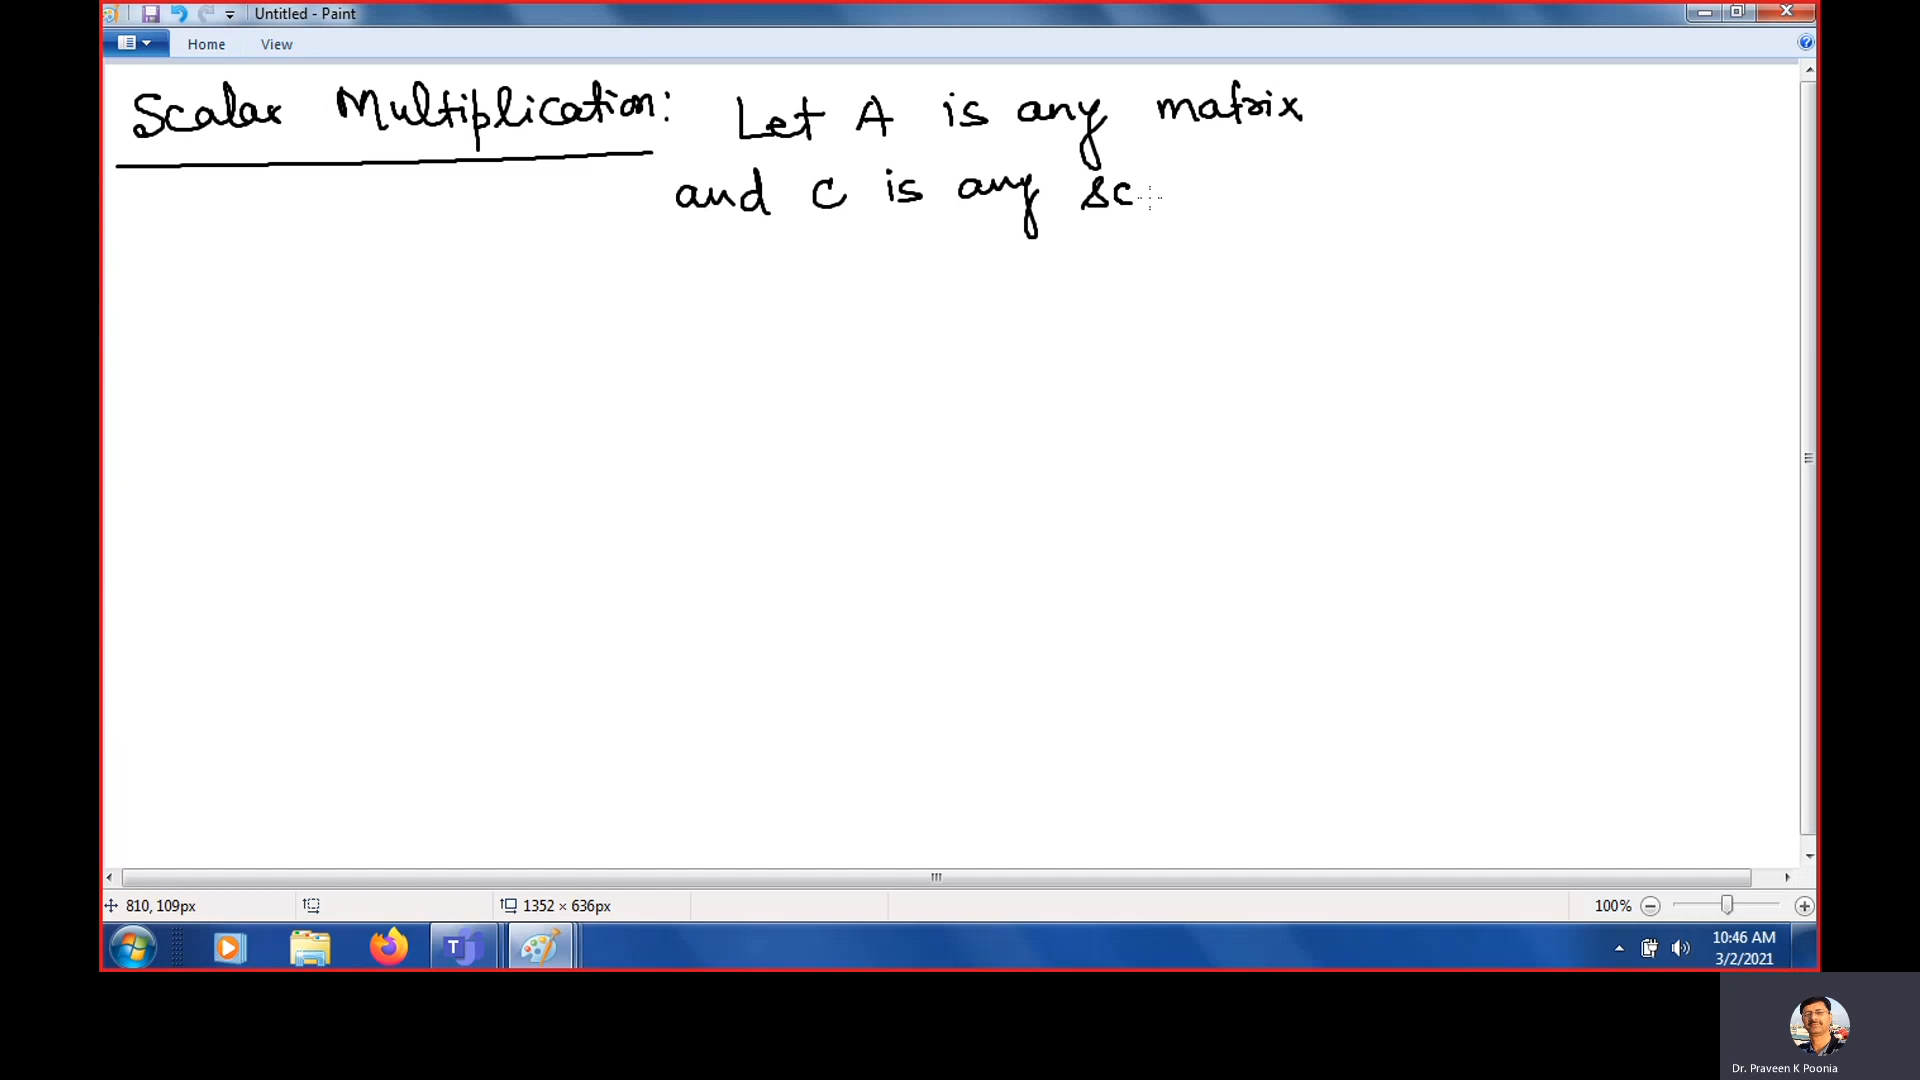 Untitled - Paint
Home View
Scalar Multiplication: Let A is any matrix
and c is any sc
810, 109px
1352 × 636px
100%
T
10:46 AM
3/2/2021
Dr. Praveen K Poonia